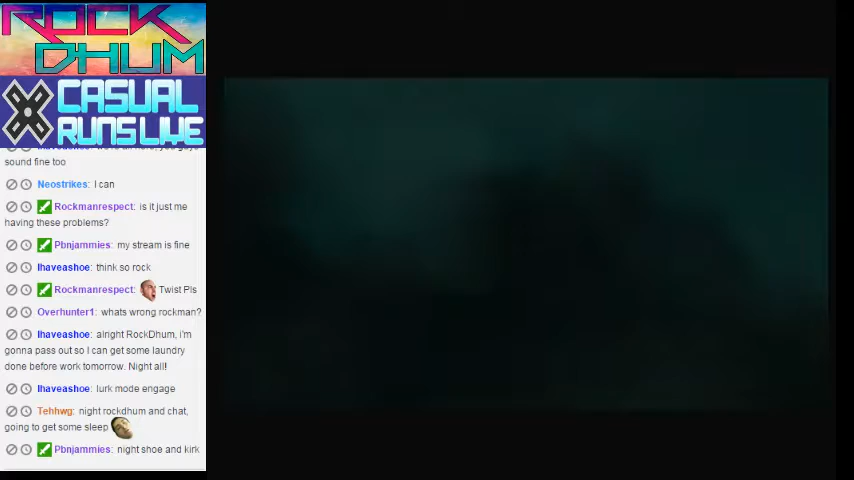 ROCK
DHUM
CASUAL
RUNS LIVE
sound fine too
Neostrikes: I can
Rockmanrespect: is it just me
having these problems?
Pbnjammies: my stream is fine
Ihaveashoe: think so rock
Rockmanrespect: Twist Pls
Overhunter1: whats wrong rockman?
Ihaveashoe: alright RockDhum, i'm
gonna pass out so I can get some laundry
done before work tomorrow. Night all!
Ihaveashoe: lurk mode engage
Tehhwg: night rockdhum and chat,
going to get some sleep
Pbnjammies: night shoe and kirk